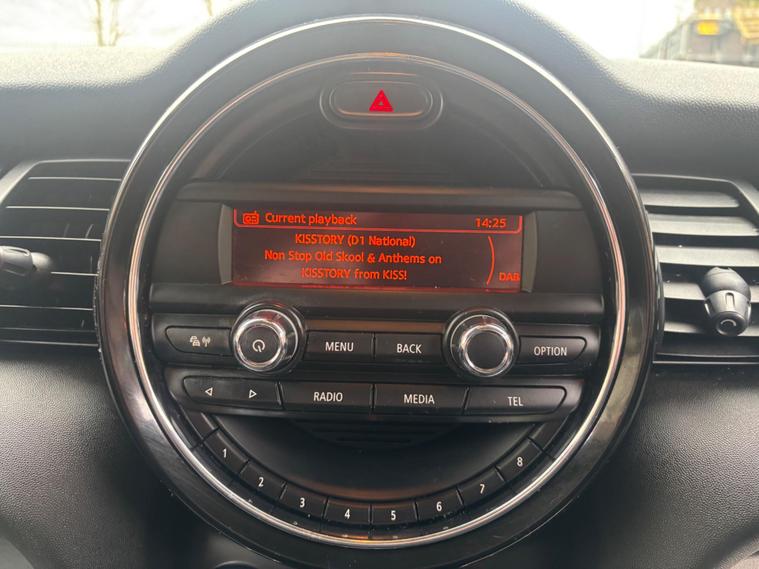 Current playback 14:25
KISSTORY (D1 National)
Non Stop Old Skool & Anthems on
KISSTORY from KISS!
DAB
MENU BACK OPTION
RADIO MEDIA TEL
1 2 3 4 5 6 7 8